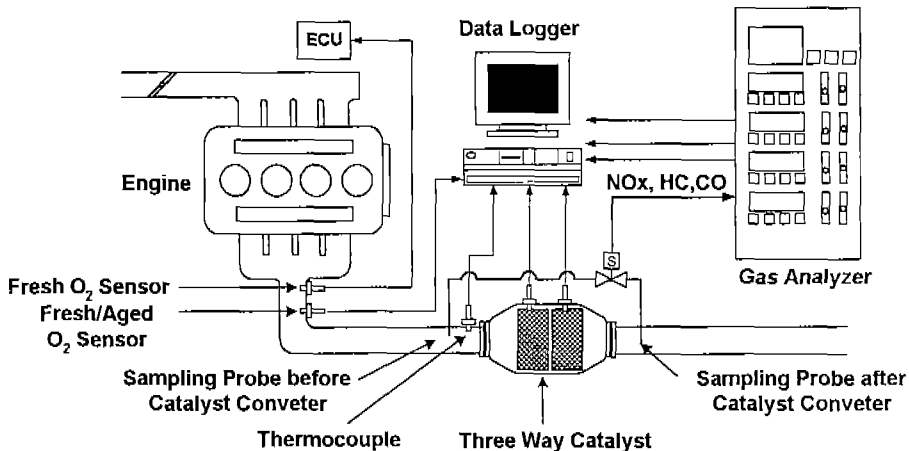 ECU
Data Logger
Engine
NOx, HC,CO
S
Gas Analyzer
Fresh O2 Sensor
Fresh/Aged
O2 Sensor
Sampling Probe before
Catalyst Conveter
Sampling Probe after
Catalyst Conveter
Thermocouple
Three Way Catalyst